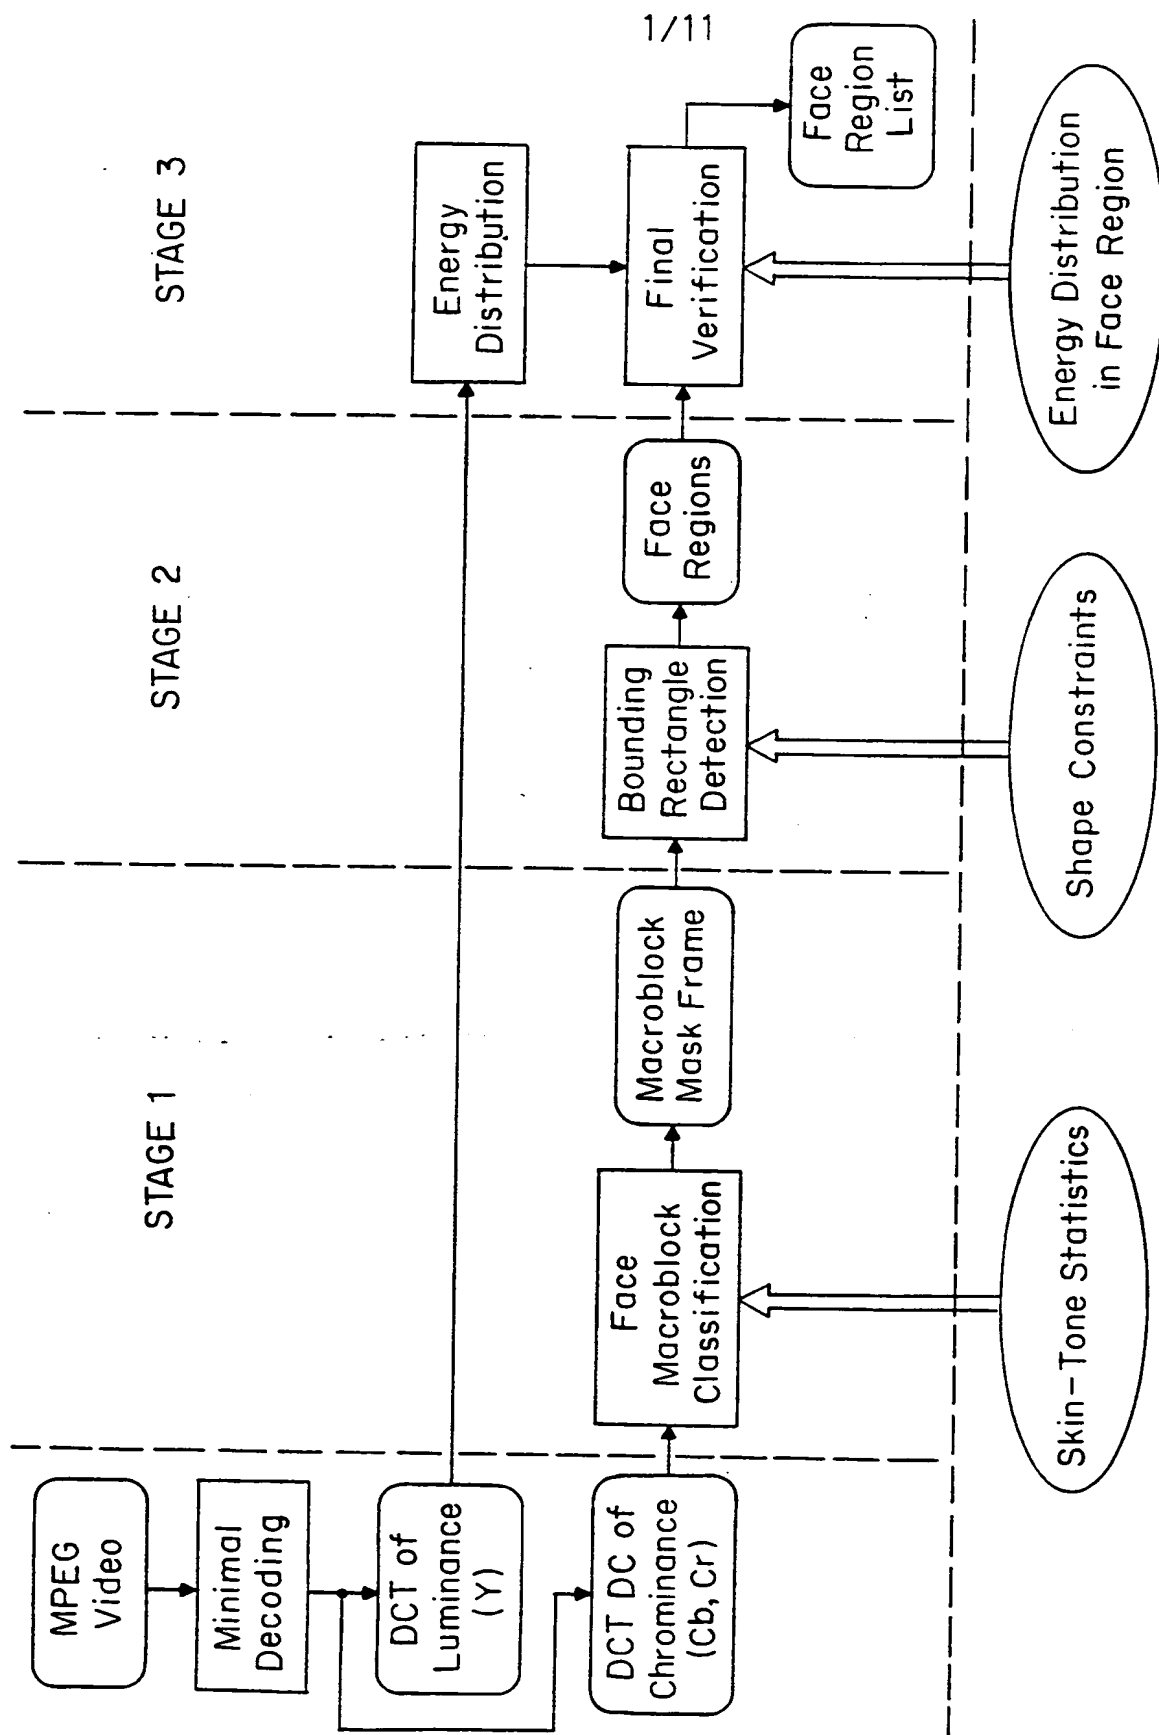 1/11
STAGE 1
STAGE 2
STAGE 3
MPEG
Video
Minimal
Decoding
DCT of
Luminance
(Y)
DCT DC of
Chrominance
(Cb, Cr)
Face
Macroblock
Classification
Macroblock
Mask Frame
Bounding
Rectangle
Detection
Face
Regions
Energy
Distribution
Final
Verification
Face
Region
List
Skin-Tone Statistics
Shape Constraints
Energy Distribution
in Face Region